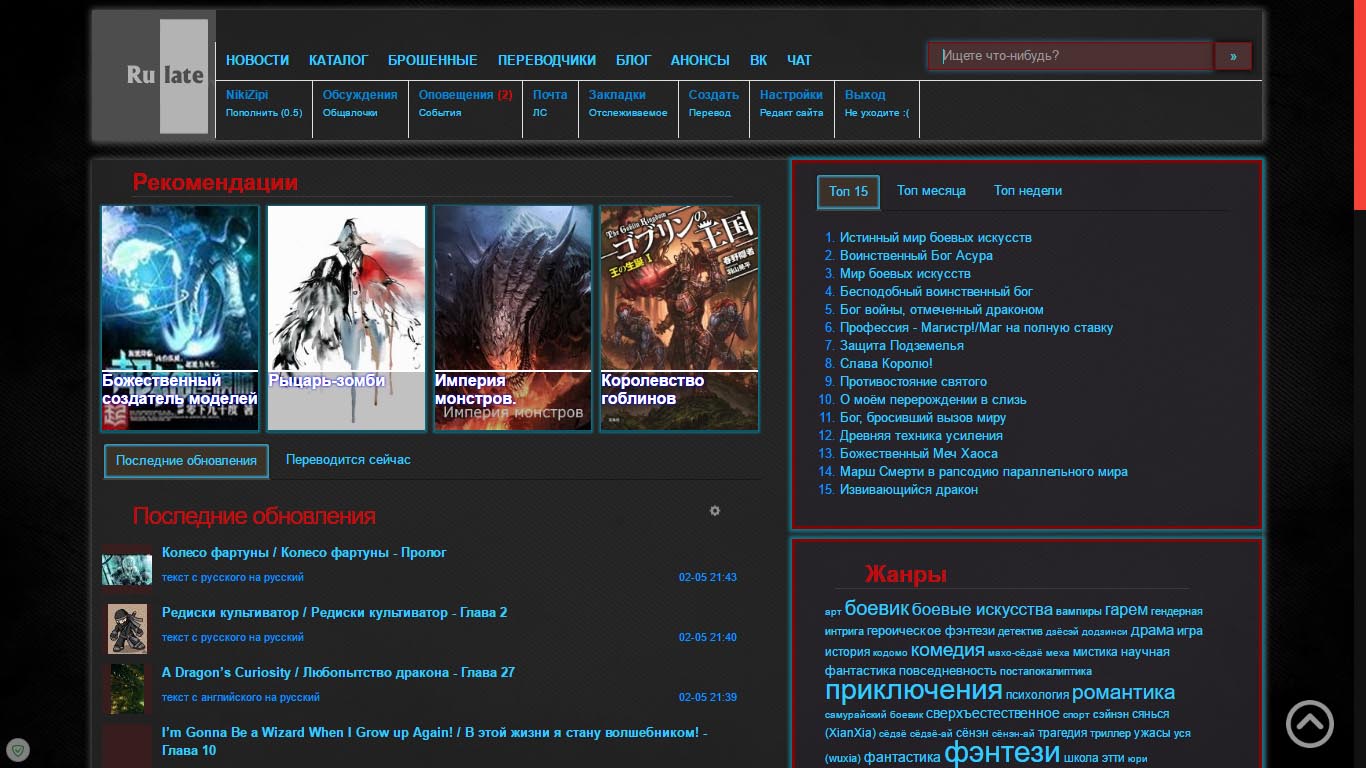 Ru late
НОВОСТИ КАТАЛОГ БРОШЕННЫЕ ПЕРЕВОДЧИКИ БЛОГ АНОНСЫ ВК ЧАТ
Ищете что-нибудь? »
NikiZipi Обсуждения Оповещения (2) Почта Закладки Создать Настройки Выход
Пополнить (0.5) Общалочки События ЛС Отслеживаемое Перевод Редакт сайта Не уходите :(
Рекомендации
The Goblin Kingdom
ゴブリンの王国
王の生誕 I
Божественный
создатель моделей
Рыцарь-зомби
Империя
монстров.
Империя монстров
Королевство
гоблинов
Последние обновления Переводится сейчас
Последние обновления
Колесо фартуны / Колесо фартуны - Пролог
текст с русского на русский 02-05 21:43
Редиски культиватор / Редиски культиватор - Глава 2
текст с русского на русский 02-05 21:40
A Dragon’s Curiosity / Любопытство дракона - Глава 27
текст с английского на русский 02-05 21:39
I’m Gonna Be a Wizard When I Grow up Again! / В этой жизни я стану волшебником! -
Глава 10
Топ 15 Топ месяца Топ недели
1. Истинный мир боевых искусств
2. Воинственный Бог Асура
3. Мир боевых искусств
4. Бесподобный воинственный бог
5. Бог войны, отмеченный драконом
6. Профессия - Магистр!/Маг на полную ставку
7. Защита Подземелья
8. Слава Королю!
9. Противостояние святого
10. О моём перерождении в слизь
11. Бог, бросивший вызов миру
12. Древняя техника усиления
13. Божественный Меч Хаоса
14. Марш Смерти в рапсодию параллельного мира
15. Извивающийся дракон
Жанры
арт боевик боевые искусства вампиры гарем гендерная
интрига героическое фэнтези детектив дзёсэй додзинси драма игра
история кодомо комедия махо-сёдзё меха мистика научная
фантастика повседневность постапокалиптика
приключения психология романтика
самурайский боевик сверхъестественное спорт сэйнэн сянься
(XianXia) сёдзё сёдзё-ай сёнэн сёнэн-ай трагедия триллер ужасы уся
(wuxia) фантастика фэнтези школа этти юри